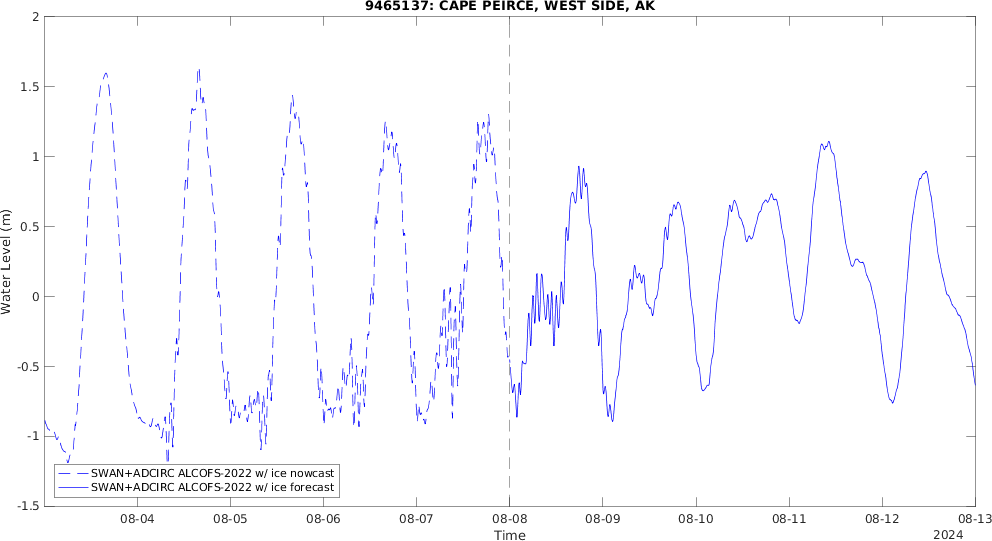 9465137: CAPE PEIRCE, WEST SIDE, AK
2
1.5
1
0.5
0
-0.5
-1
-1.5
Water Level (m)
SWAN+ADCIRC ALCOFS-2022 w/ ice nowcast
SWAN+ADCIRC ALCOFS-2022 w/ ice forecast
08-04 08-05 08-06 08-07 08-08 08-09 08-10 08-11 08-12 08-13
Time
2024